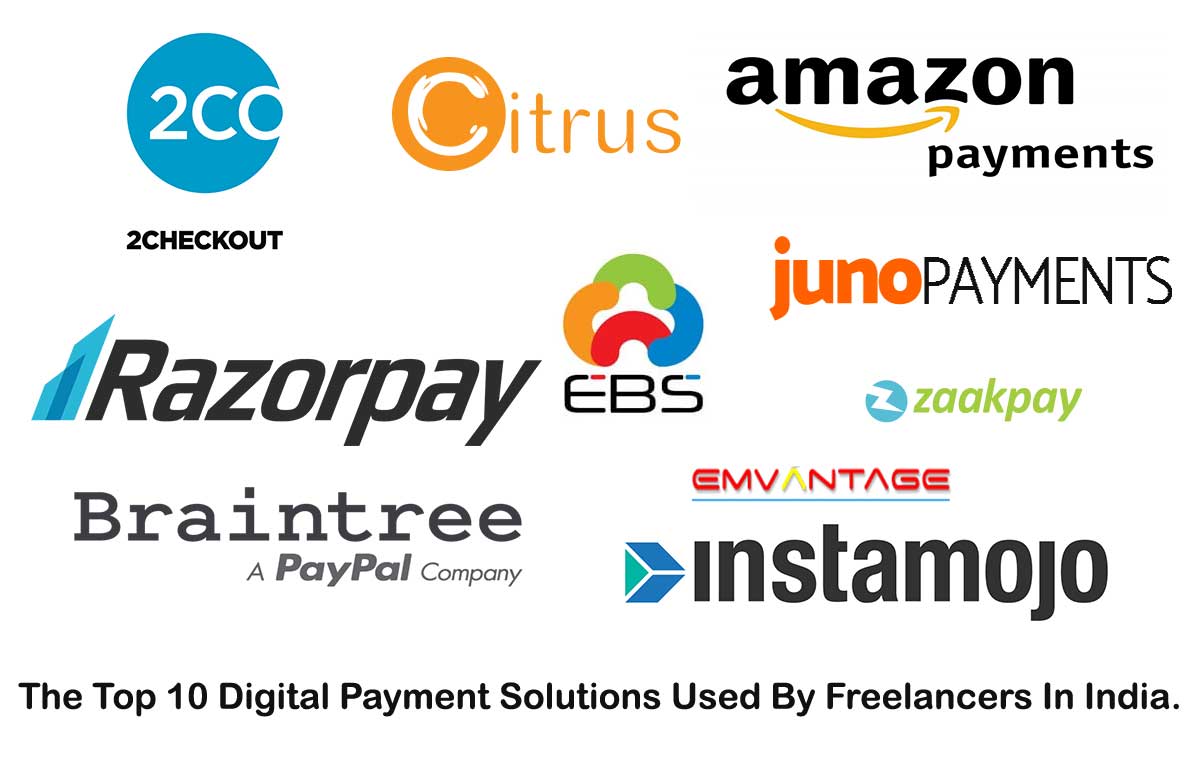 2CO
2CHECKOUT
Citrus
amazon
payments
junoPAYMENTS
Razorpay
EBS
zaakpay
EMVANTAGE
Braintree
A PayPal Company
instamojo
The Top 10 Digital Payment Solutions Used By Freelancers In India.